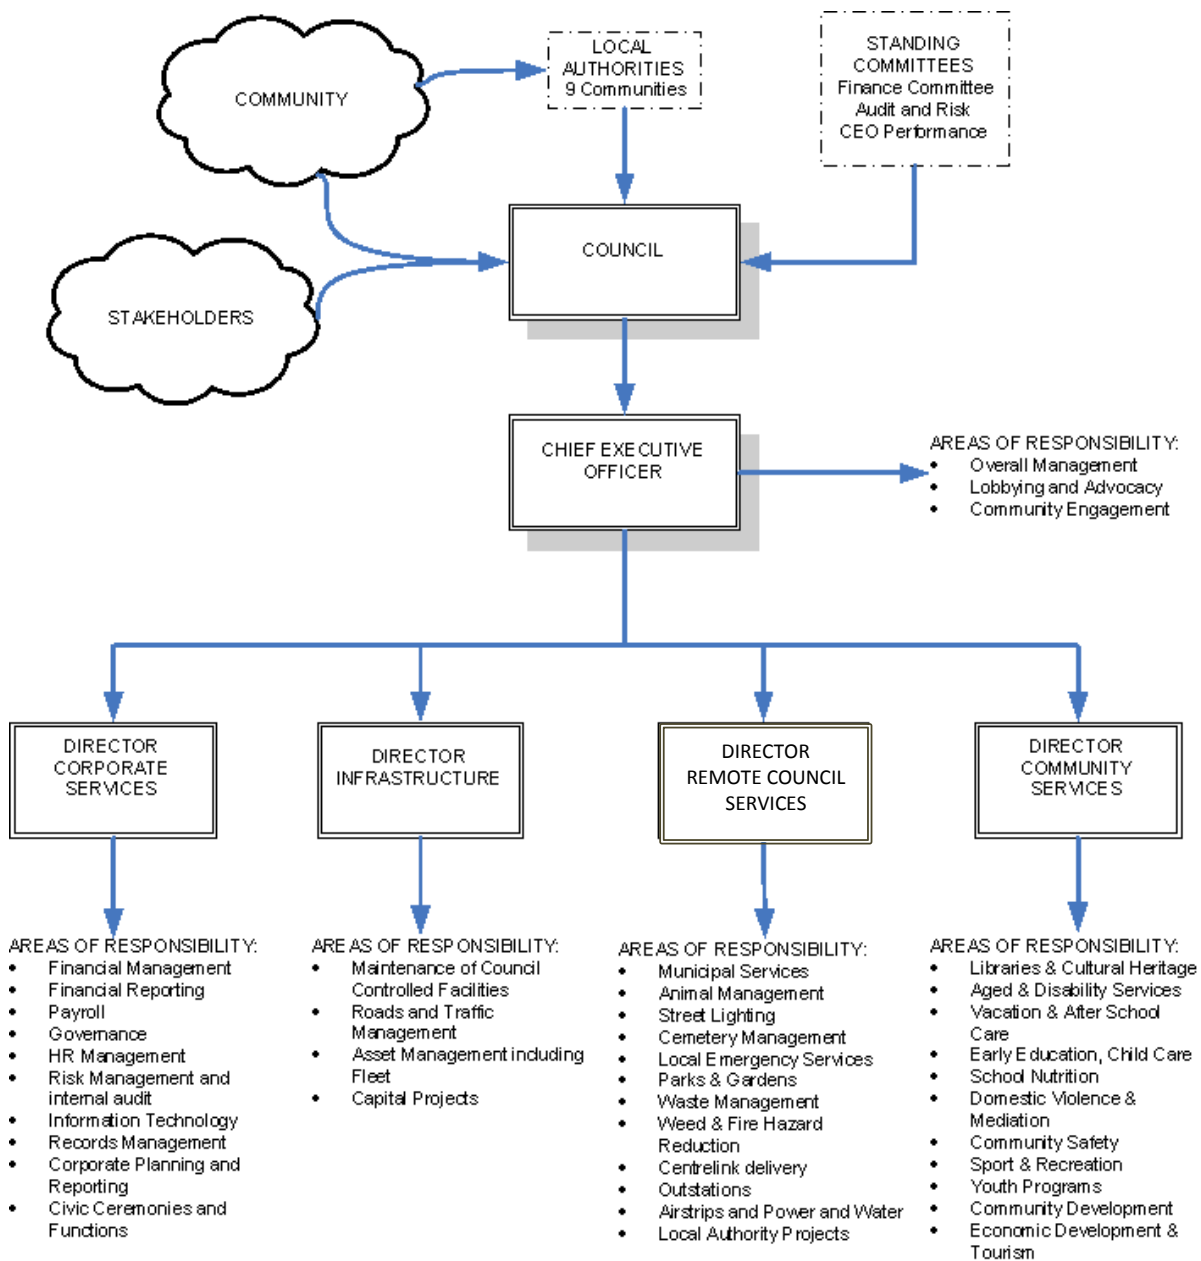 COMMUNITY
LOCAL
AUTHORITIES
9 Communities
STANDING
COMMITTEES
Finance Committee
Audit and Risk
CEO Performance
COUNCIL
STAKEHOLDERS
CHIEF EXECUTIVE
OFFICER
AREAS OF RESPONSIBILITY:
• Overall Management
• Lobbying and Advocacy
• Community Engagement
DIRECTOR
CORPORATE
SERVICES
DIRECTOR
INFRASTRUCTURE
DIRECTOR
REMOTE COUNCIL
SERVICES
DIRECTOR
COMMUNITY
SERVICES
AREAS OF RESPONSIBILITY:
• Financial Management
• Financial Reporting
• Payroll
• Governance
• HR Management
• Risk Management and
internal audit
• Information Technology
• Records Management
• Corporate Planning and
Reporting
• Civic Ceremonies and
Functions
AREAS OF RESPONSIBILITY:
• Maintenance of Council
Controlled Facilities
• Roads and Traffic
Management
• Asset Management including
Fleet
• Capital Projects
AREAS OF RESPONSIBILITY:
• Municipal Services
• Animal Management
• Street Lighting
• Cemetery Management
• Local Emergency Services
• Parks & Gardens
• Waste Management
• Weed & Fire Hazard
Reduction
• Centrelink delivery
• Outstations
• Airstrips and Power and Water
• Local Authority Projects
AREAS OF RESPONSIBILITY:
• Libraries & Cultural Heritage
• Aged & Disability Services
• Vacation & After School
Care
• Early Education, Child Care
• School Nutrition
• Domestic Violence &
Mediation
• Community Safety
• Sport & Recreation
• Youth Programs
• Community Development
• Economic Development &
Tourism